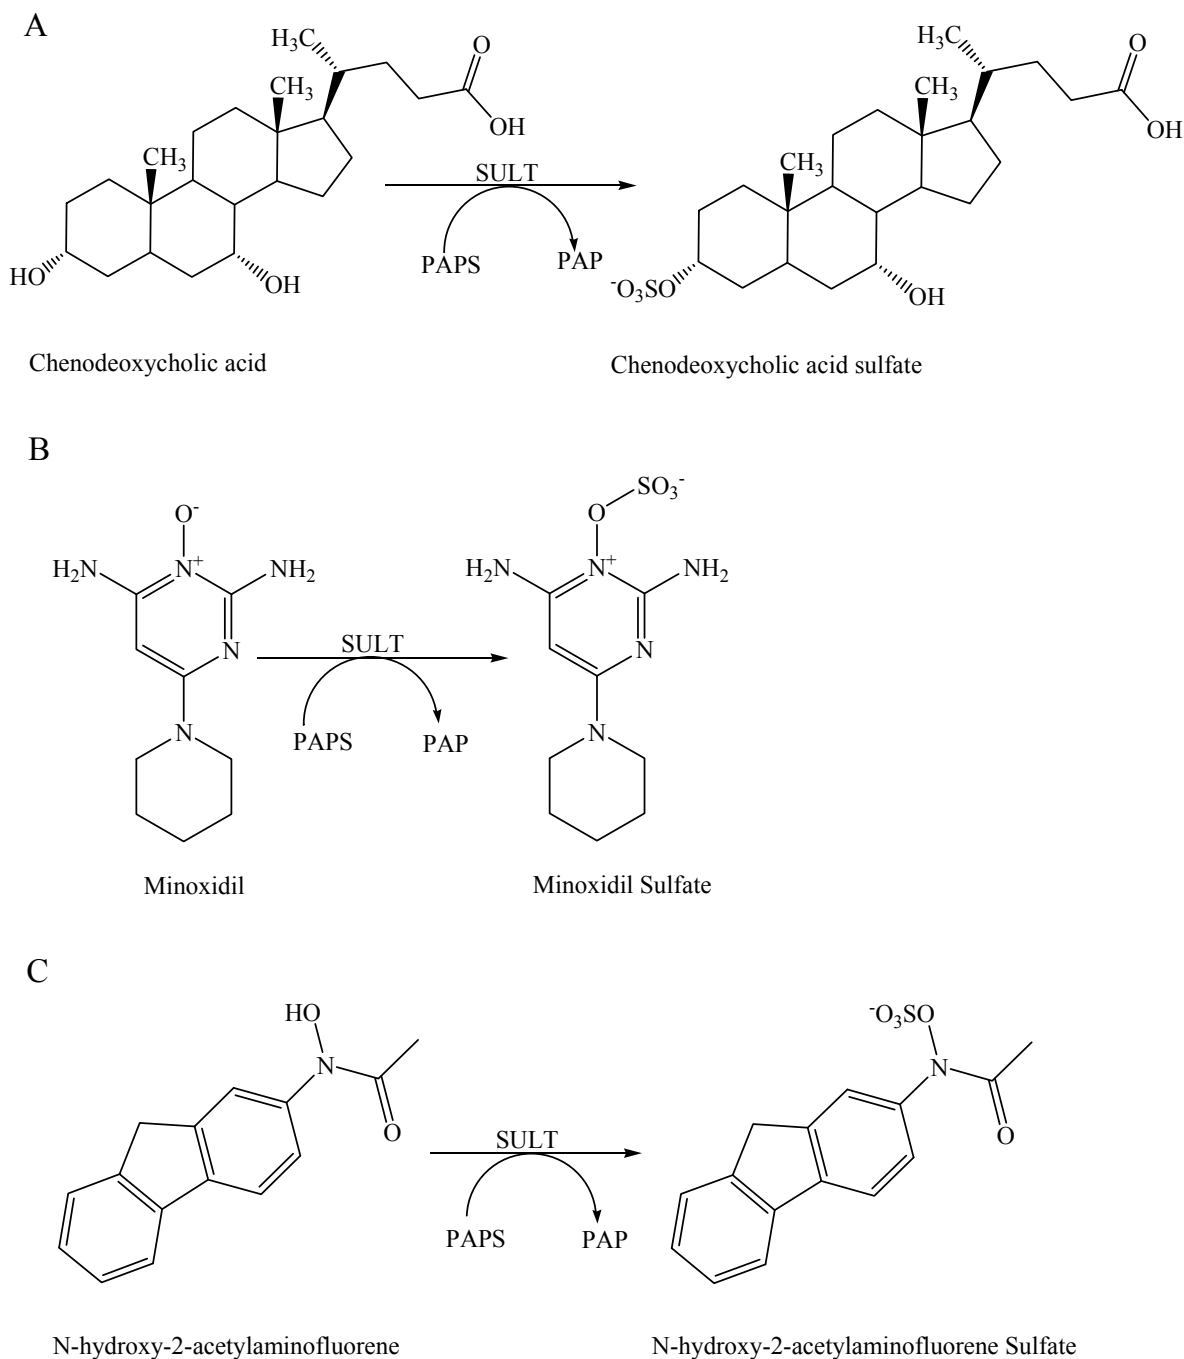 A
H₃C
O
CH₃
OH
CH₃
HO
OH
SULT
PAPS
PAP
H₃C
O
CH₃
OH
CH₃
⁻O₃SO
OH
Chenodeoxycholic acid
Chenodeoxycholic acid sulfate
B
O⁻
H₂N
N⁺
NH₂
N
N
SULT
PAPS
PAP
SO₃⁻
O
H₂N
N⁺
NH₂
N
N
Minoxidil
Minoxidil Sulfate
C
HO
N
O
SULT
PAPS
PAP
⁻O₃SO
N
O
N-hydroxy-2-acetylaminofluorene
N-hydroxy-2-acetylaminofluorene Sulfate